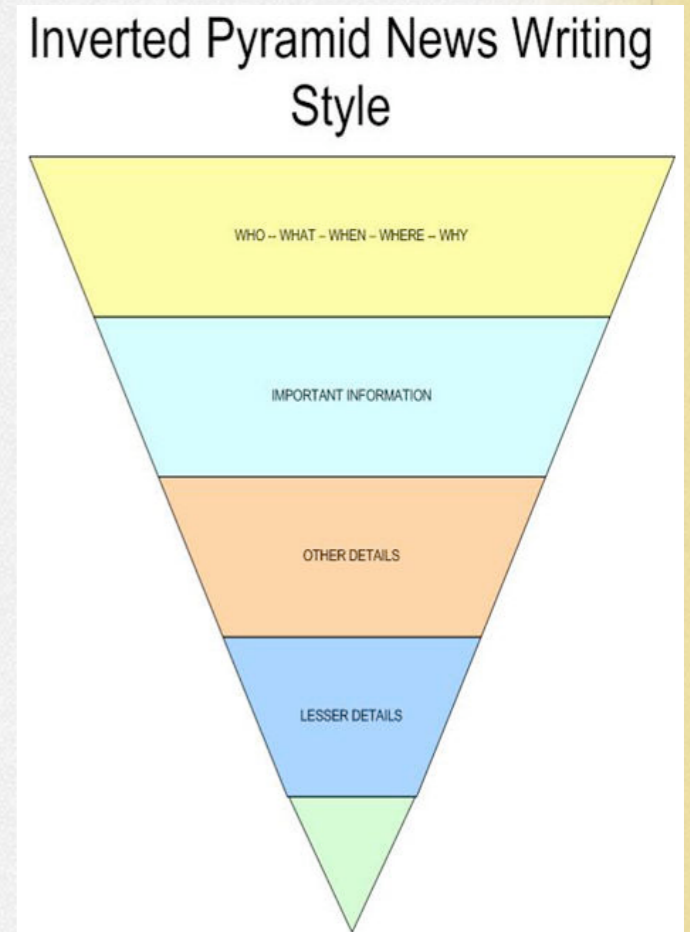 Inverted Pyramid News Writing
Style
WHO -- WHAT – WHEN – WHERE -- WHY
IMPORTANT INFORMATION
OTHER DETAILS
LESSER DETAILS